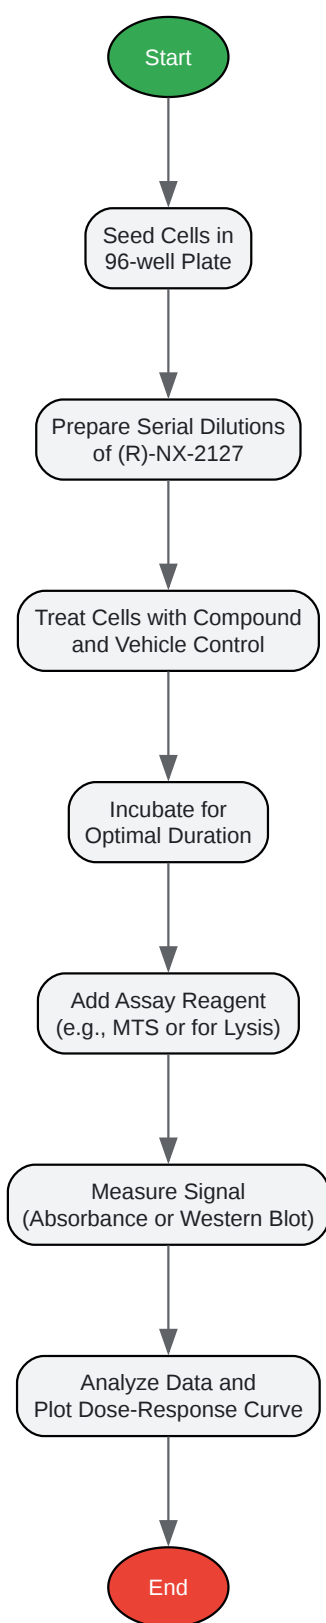 Start
Seed Cells in
96-well Plate
Prepare Serial Dilutions
of (R)-NX-2127
Treat Cells with Compound
and Vehicle Control
Incubate for
Optimal Duration
Add Assay Reagent
(e.g., MTS or for Lysis)
Measure Signal
(Absorbance or Western Blot)
Analyze Data and
Plot Dose-Response Curve
End